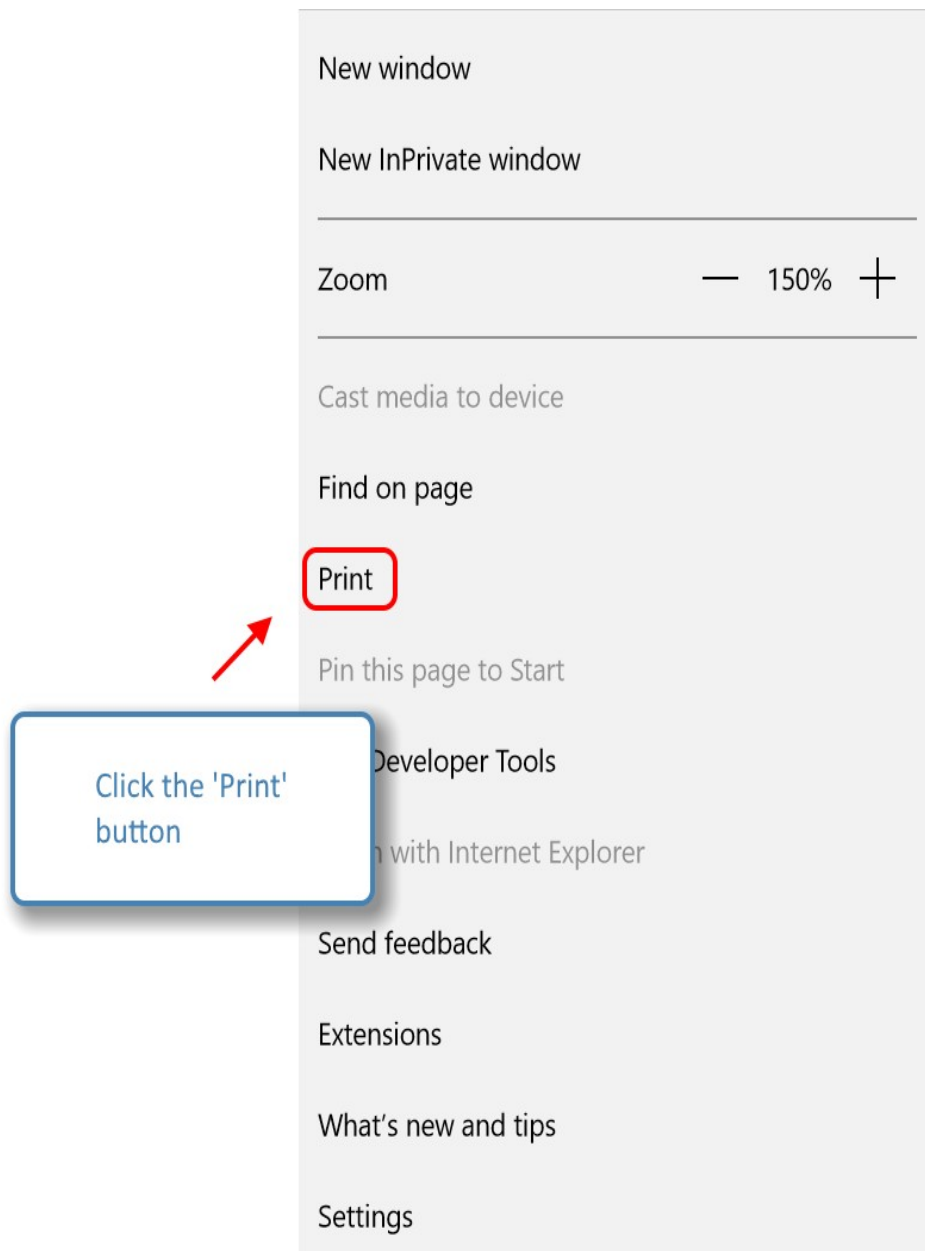 New window
New InPrivate window
Zoom — 150% +
Cast media to device
Find on page
Print
Pin this page to Start
Developer Tools
Click the 'Print'
button
with Internet Explorer
Send feedback
Extensions
What's new and tips
Settings